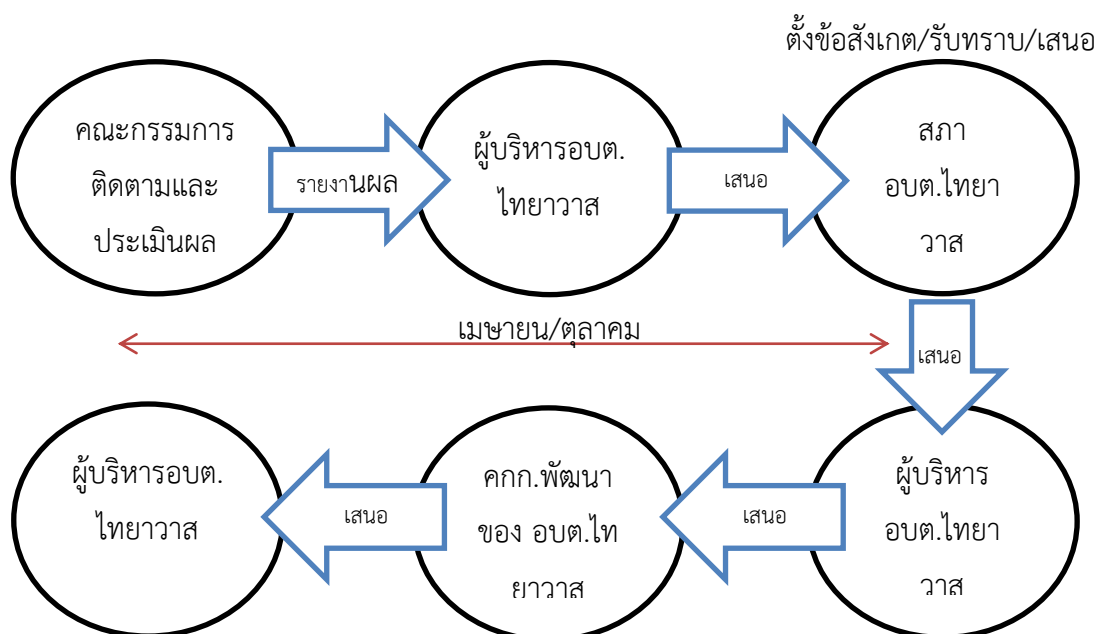 ตั้งข้อสังเกต/รับทราบ/เสนอ
คณะกรรมการ
ติดตามและ
ประเมินผล
รายงานผล
ผู้บริหารอบต.
ไทยาวาส
เสนอ
สภา
อบต.ไทยา
วาส
เมษายน/ตุลาคม
เสนอ
ผู้บริหาร
อบต.ไทยา
วาส
เสนอ
คกก.พัฒนา
ของ อบต.ไท
ยาวาส
เสนอ
ผู้บริหารอบต.
ไทยาวาส